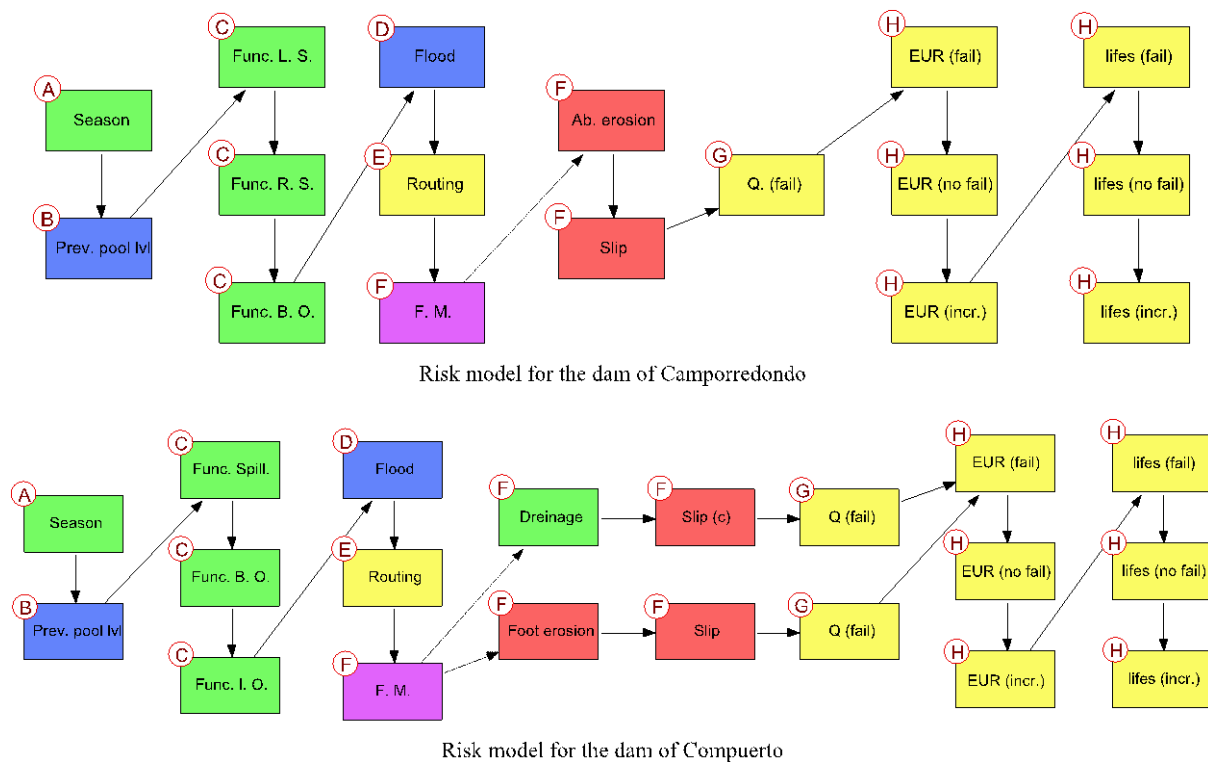 A
Season
B
Prev. pool lvl
C
Func. L. S.
C
Func. R. S.
C
Func. B. O.
D
Flood
E
Routing
F
F. M.
F
Ab. erosion
F
Slip
G
Q. (fail)
H
EUR (fail)
H
EUR (no fail)
H
EUR (incr.)
H
lifes (fail)
H
lifes (no fail)
H
lifes (incr.)
Risk model for the dam of Camporredondo
A
Season
B
Prev. pool lvl
C
Func. Spill.
C
Func. B. O.
C
Func. I. O.
D
Flood
E
Routing
F
F. M.
F
Dreinage
F
Slip (c)
G
Q (fail)
F
Foot erosion
F
Slip
G
Q (fail)
H
EUR (fail)
H
EUR (no fail)
H
EUR (incr.)
H
lifes (fail)
H
lifes (no fail)
H
lifes (incr.)
Risk model for the dam of Compuerto